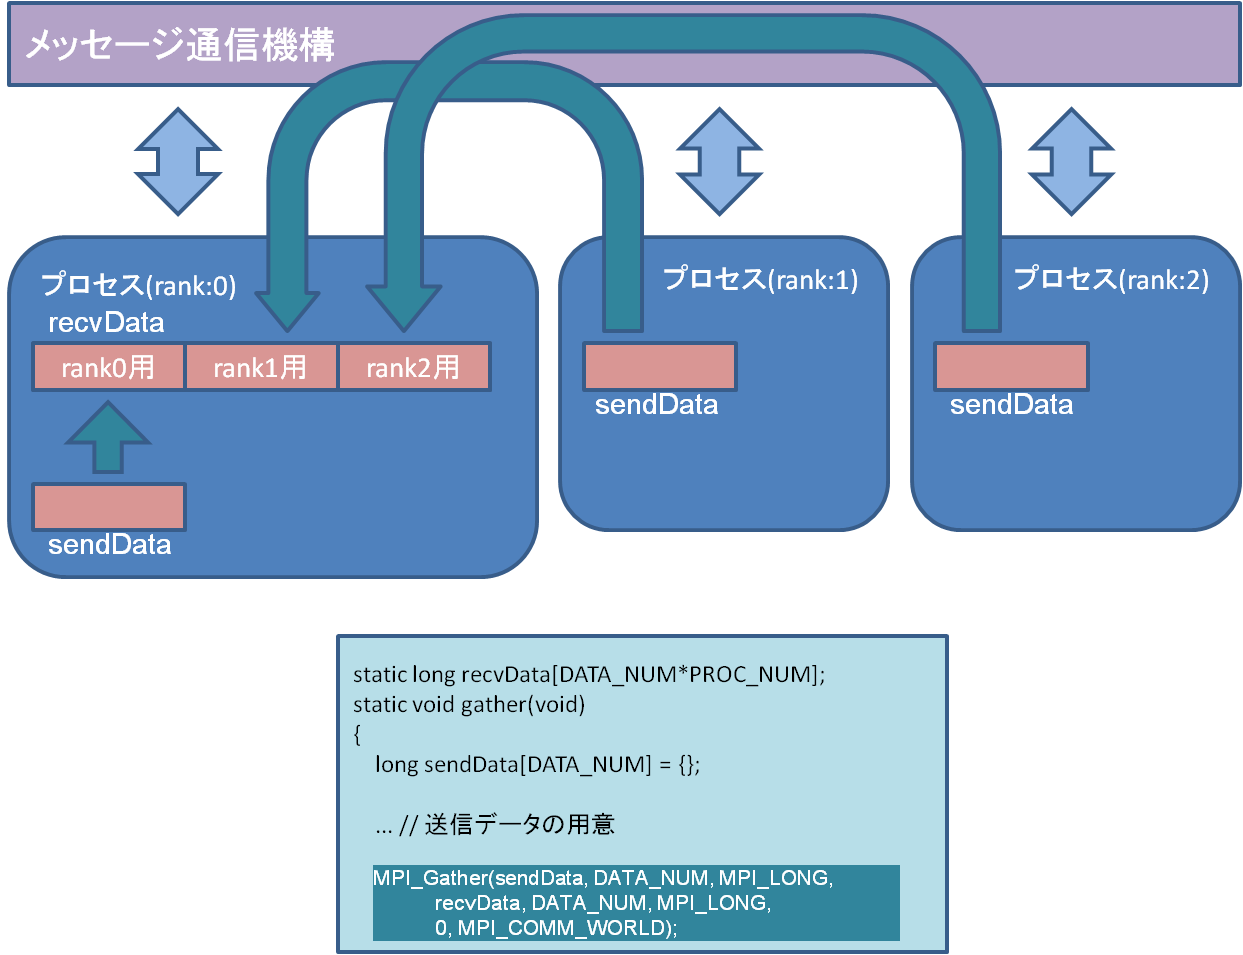 メッセージ通信機構
プロセス(rank:0)
recvData
rank0用
rank1用
rank2用
sendData
プロセス(rank:1)
sendData
プロセス(rank:2)
sendData
static long recvData[DATA_NUM*PROC_NUM];
static void gather(void)
{
long sendData[DATA_NUM] = {};
... // 送信データの用意
MPI_Gather(sendData, DATA_NUM, MPI_LONG,
recvData, DATA_NUM, MPI_LONG,
0, MPI_COMM_WORLD);